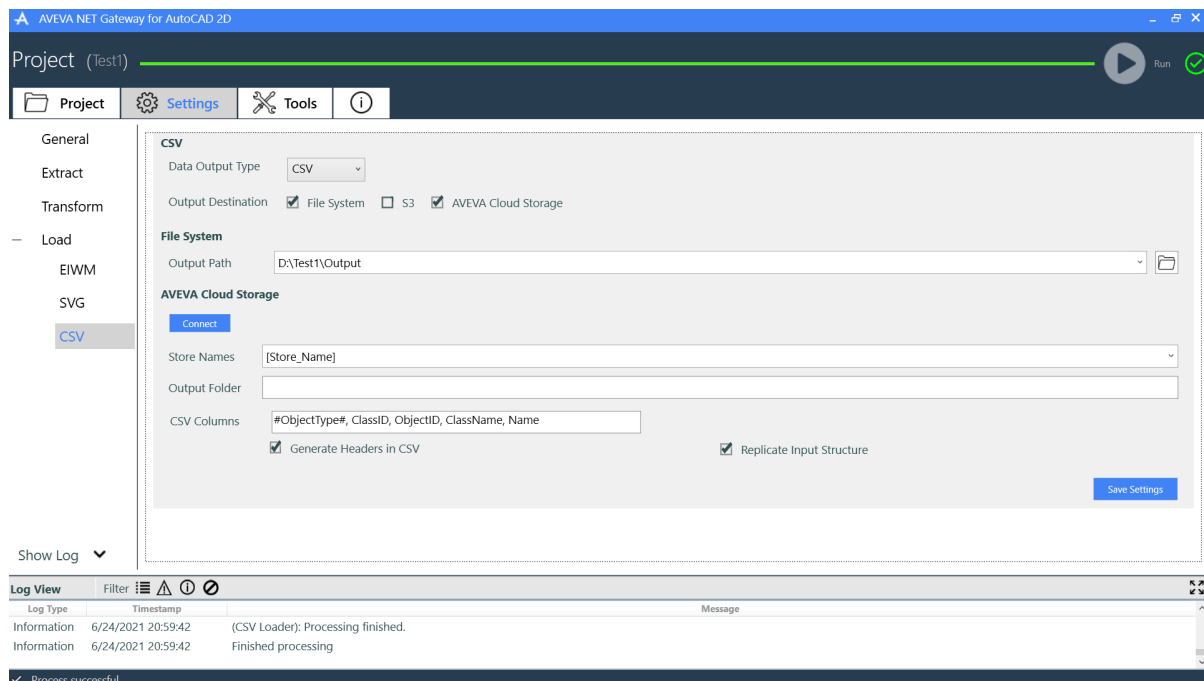 AVEVA NET Gateway for AutoCAD 2D
Project (Test1)
Run
Project Settings Tools
General
Extract
Transform
Load
EIWM
SVG
CSV
CSV
Data Output Type CSV
Output Destination File System S3 AVEVA Cloud Storage
File System
Output Path D:\Test1\Output
AVEVA Cloud Storage
Connect
Store Names [Store_Name]
Output Folder
CSV Columns #ObjectType#, ClassID, ObjectID, ClassName, Name
Generate Headers in CSV Replicate Input Structure
Save Settings
Show Log
Log View Filter
Log Type Timestamp Message
Information 6/24/2021 20:59:42 (CSV Loader): Processing finished.
Information 6/24/2021 20:59:42 Finished processing
Process successful